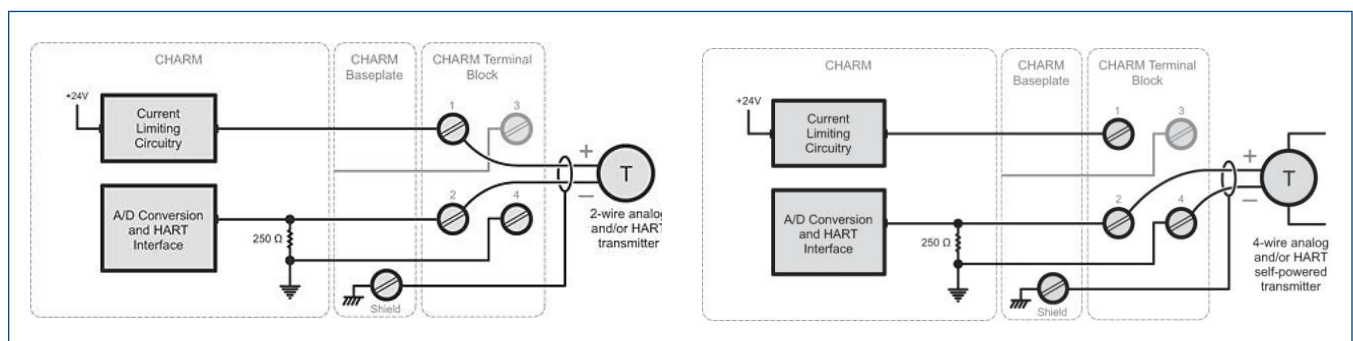 CHARM
CHARM
Baseplate
CHARM Terminal
Block
+24V
Current
Limiting
Circuitry
1
3
+
T
−
A/D Conversion
and HART
Interface
250 Ω
2
4
2-wire analog
and/or HART
transmitter
Shield
CHARM
CHARM
Baseplate
CHARM Terminal
Block
+24V
Current
Limiting
Circuitry
1
3
+
T
−
A/D Conversion
and HART
Interface
250 Ω
2
4
4-wire analog
and/or HART
self-powered
transmitter
Shield